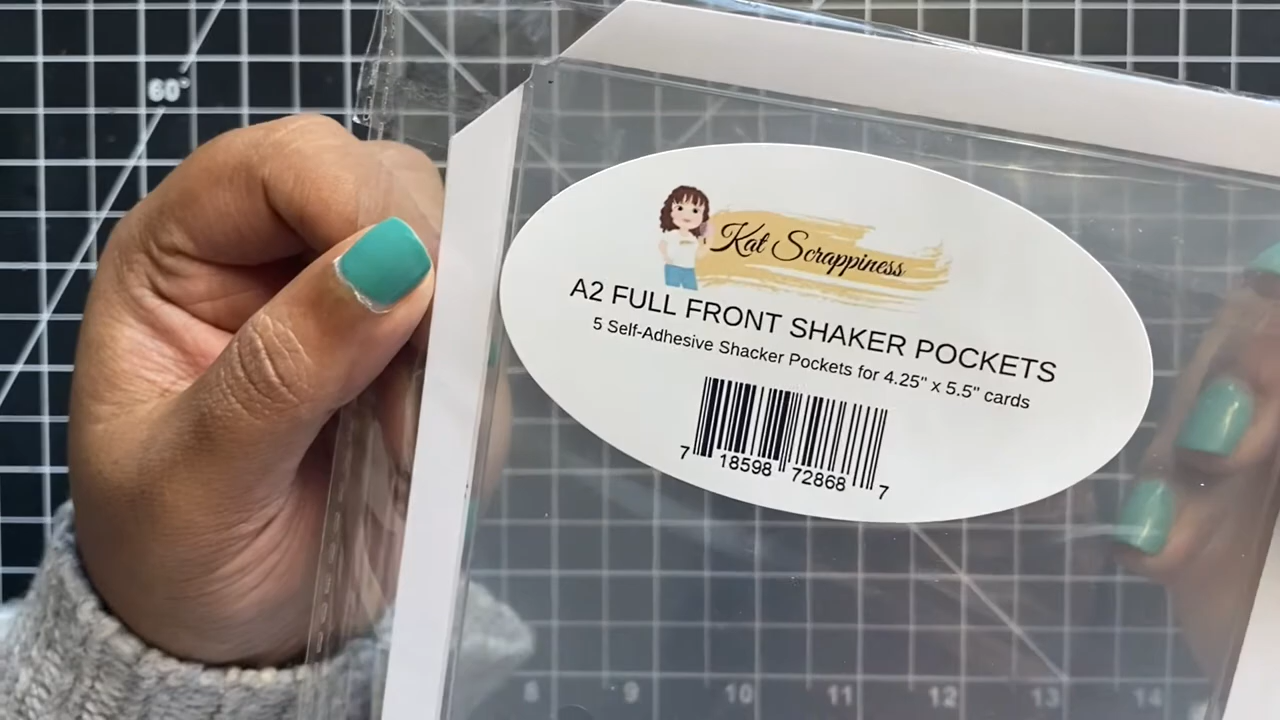 60°
Kat Scrappiness
A2 FULL FRONT SHAKER POCKETS
5 Self-Adhesive Shacker Pockets for 4.25" x 5.5" cards
7 18598 72868 7
8 9 10 11 12 13 14